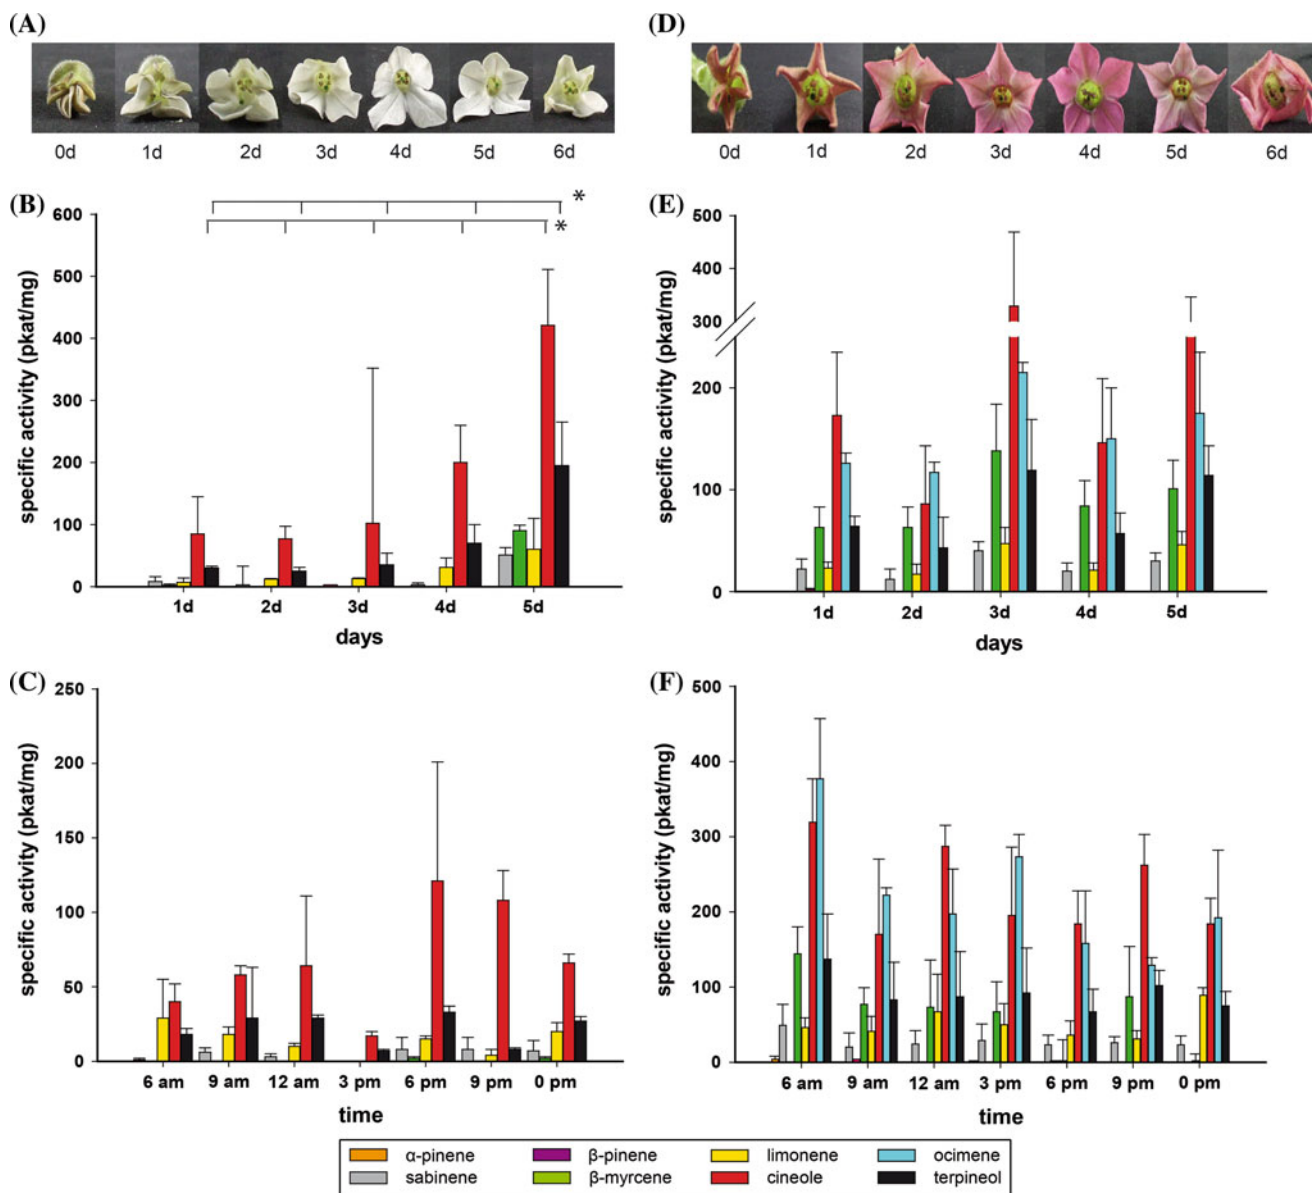 (A)
0d 1d 2d 3d 4d 5d 6d
(D)
0d 1d 2d 3d 4d 5d 6d
(B)
* *
600
500
400
300
200
100
0
specific activity (pkat/mg)
1d 2d 3d 4d 5d
days
(E)
500
400
300
200
100
0
specific activity (pkat/mg)
1d 2d 3d 4d 5d
days
(C)
250
200
150
100
50
0
specific activity (pkat/mg)
6 am 9 am 12 am 3 pm 6 pm 9 pm 0 pm
time
(F)
500
400
300
200
100
0
specific activity (pkat/mg)
6 am 9 am 12 am 3 pm 6 pm 9 pm 0 pm
time
α-pinene β-pinene limonene ocimene
sabinene β-myrcene cineole terpineol